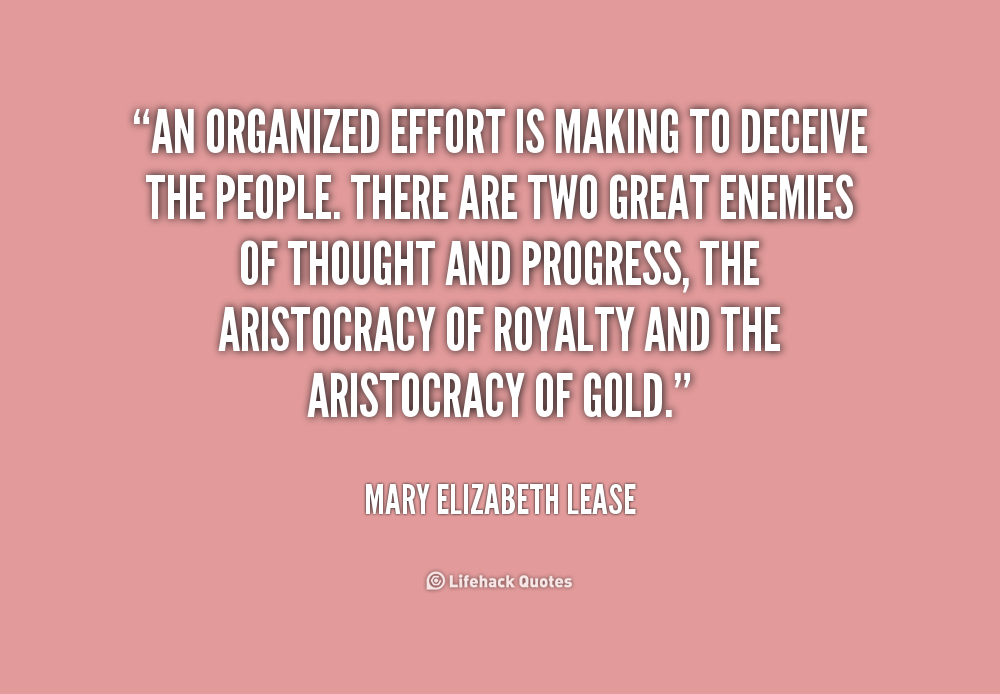 “AN ORGANIZED EFFORT IS MAKING TO DECEIVE
THE PEOPLE. THERE ARE TWO GREAT ENEMIES
OF THOUGHT AND PROGRESS, THE
ARISTOCRACY OF ROYALTY AND THE
ARISTOCRACY OF GOLD.”
MARY ELIZABETH LEASE
Lifehack Quotes